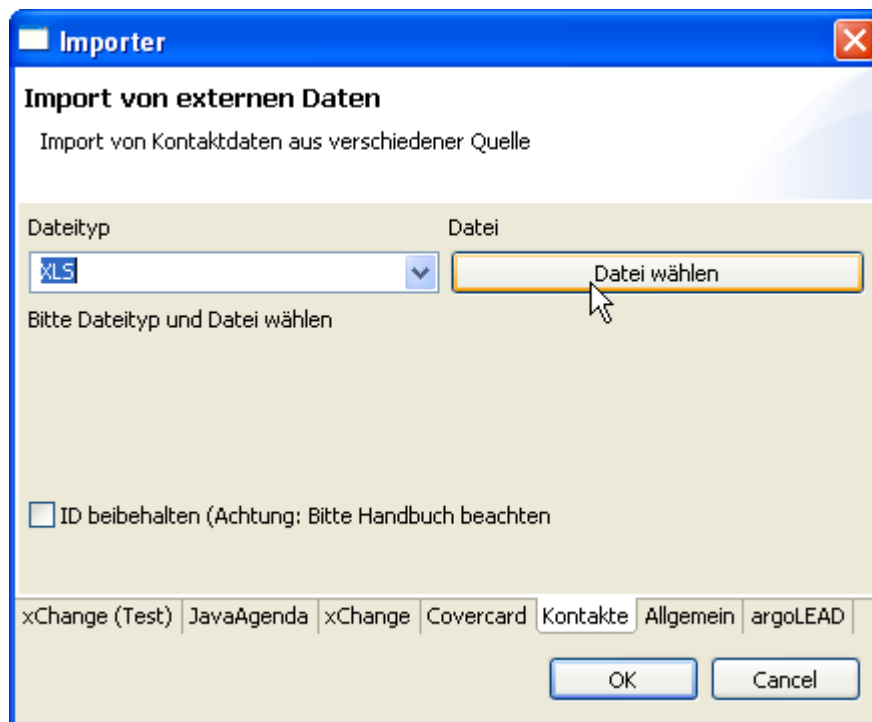 Importer
Import von externen Daten
Import von Kontaktdaten aus verschiedener Quelle
Dateityp Datei
XLS Datei wählen
Bitte Dateityp und Datei wählen
ID beibehalten (Achtung: Bitte Handbuch beachten
xChange (Test) JavaAgenda xChange Covercard Kontakte Allgemein argoLEAD
OK Cancel